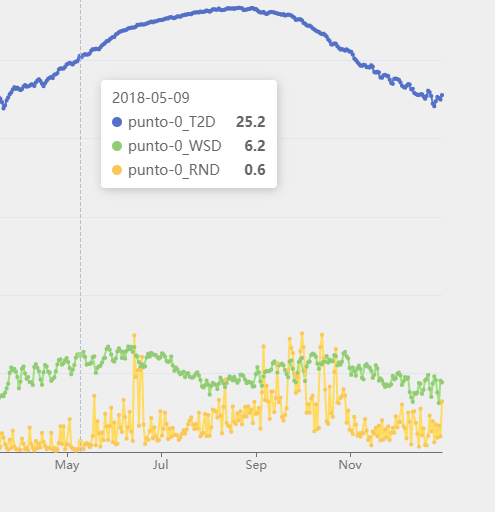 2018-05-09
punto-0_T2D 25.2
punto-0_WSD 6.2
punto-0_RND 0.6
May Jul Sep Nov